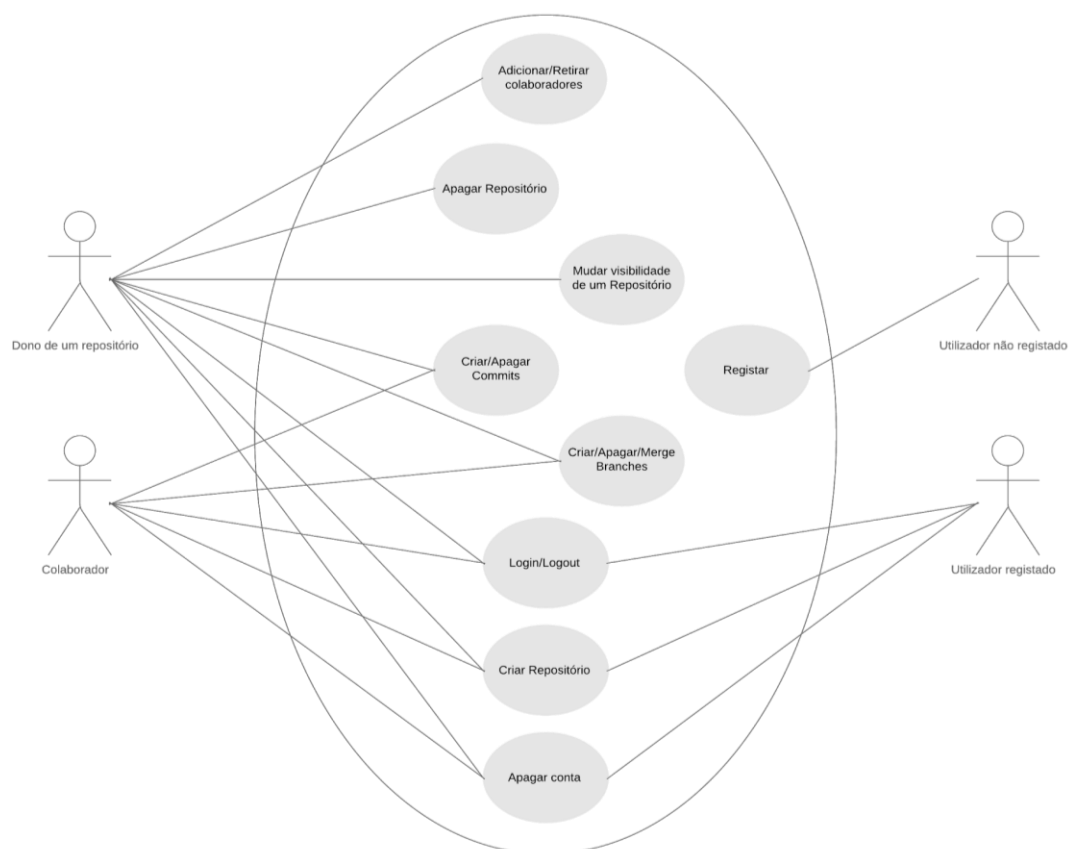 Adicionar/Retirar
colaboradores
Apagar Repositório
Mudar visibilidade
de um Repositório
Dono de um repositório
Utilizador não registado
Criar/Apagar
Commits
Registar
Criar/Apagar/Merge
Branches
Login/Logout
Colaborador
Utilizador registado
Criar Repositório
Apagar conta